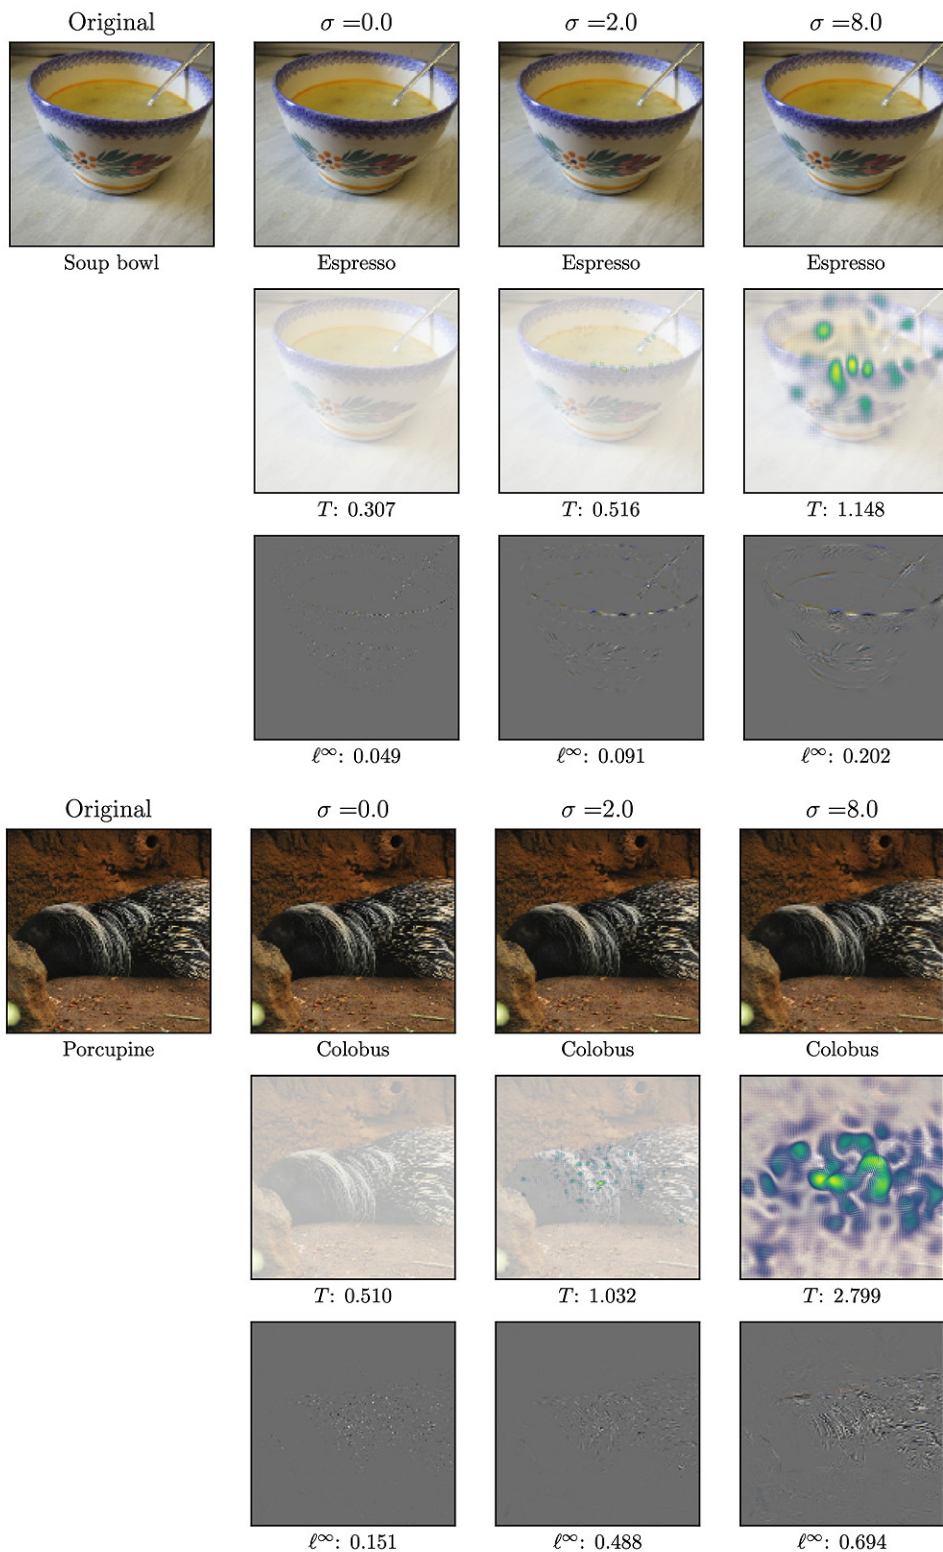 Original σ =0.0 σ =2.0 σ =8.0
Soup bowl Espresso Espresso Espresso
T: 0.307 T: 0.516 T: 1.148
ℓ∞: 0.049 ℓ∞: 0.091 ℓ∞: 0.202
Original σ =0.0 σ =2.0 σ =8.0
Porcupine Colobus Colobus Colobus
T: 0.510 T: 1.032 T: 2.799
ℓ∞: 0.151 ℓ∞: 0.488 ℓ∞: 0.694